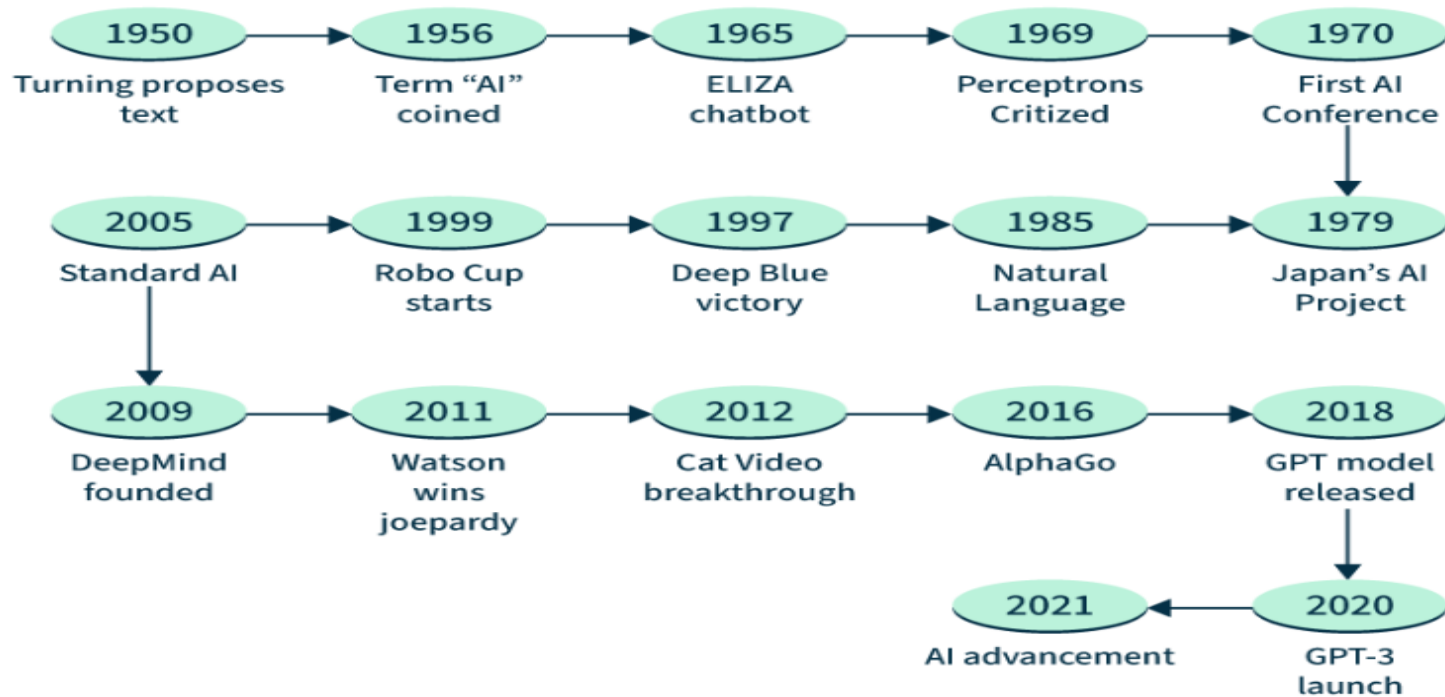 1950
Turning proposes
text
1956
Term “AI”
coined
1965
ELIZA
chatbot
1969
Perceptrons
Critized
1970
First AI
Conference
2005
Standard AI
1999
Robo Cup
starts
1997
Deep Blue
victory
1985
Natural
Language
1979
Japan’s AI
Project
2009
DeepMind
founded
2011
Watson
wins
joepardy
2012
Cat Video
breakthrough
2016
AlphaGo
2018
GPT model
released
2021
AI advancement
2020
GPT-3
launch